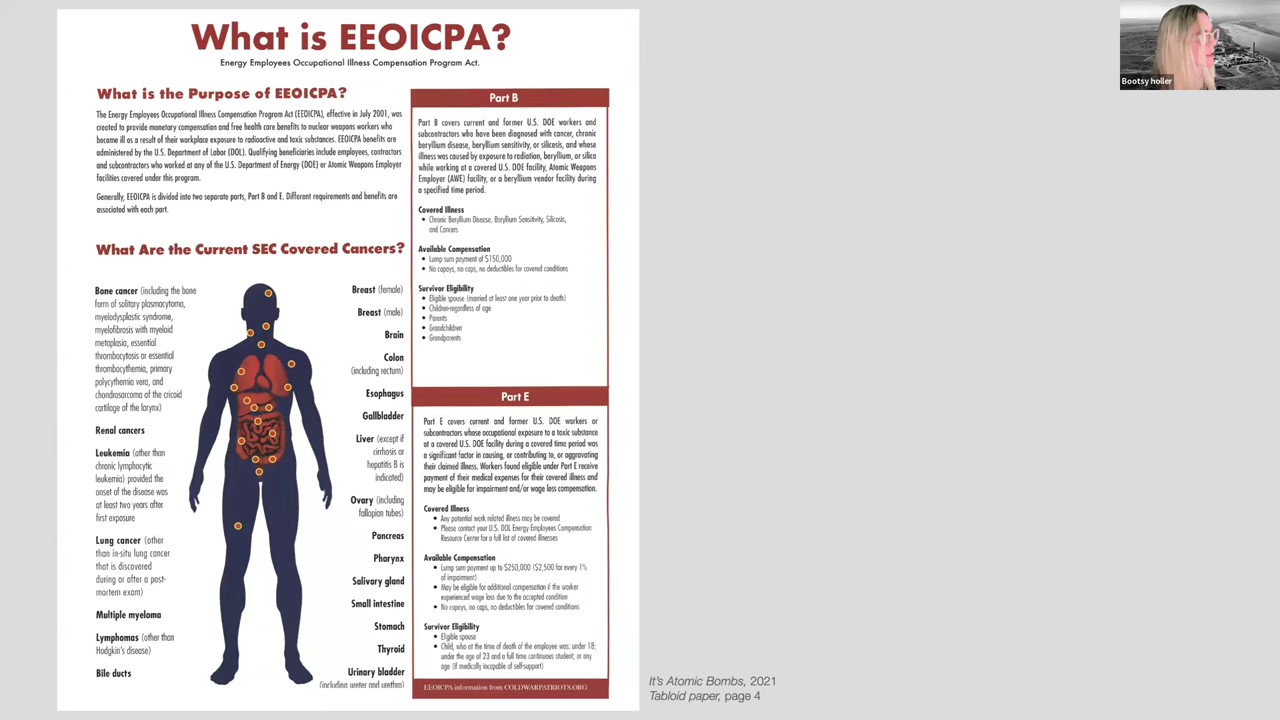 What is EEOICPA?
Energy Employees Occupational Illness Compensation Program Act.
What is the Purpose of EEOICPA?
The Energy Employees Occupational Illness Compensation Program Act (EEOICPA), effective in July 2001, was
created to provide monetary compensation and free health care benefits to nuclear weapons workers who
became ill as a result of their workplace exposure to radioactive and toxic substances. EEOICPA benefits are
administered by the U.S. Department of Labor (DOL). Qualifying beneficiaries include employees, contractors
and subcontractors who worked at any of the U.S. Department of Energy (DOE) or Atomic Weapons Employer
facilities covered under this program.
Generally, EEOICPA is divided into two separate parts, Part B and E. Different requirements and benefits are
associated with each part.
What Are the Current SEC Covered Cancers?
Bone cancer (including the bone
form of solitary plasmacytoma,
myelodysplastic syndrome,
myelofibrosis with myeloid
metaplasia, essential
thrombocytosis or essential
thrombocythemia, primary
polycythemia vera, and
chondrosarcoma of the cricoid
cartilage of the larynx)
Renal cancers
Leukemia (other than
chronic lymphocytic
leukemia) provided the
onset of the disease was
at least two years after
first exposure
Lung cancer (other
than in-situ lung cancer
that is discovered
during or after a post-
mortem exam)
Multiple myeloma
Lymphomas (other than
Hodgkin's disease)
Bile ducts
Breast (female)
Breast (male)
Brain
Colon
(including rectum)
Esophagus
Gallbladder
Liver (except if
cirrhosis or
hepatitis B is
indicated)
Ovary (including
fallopian tubes)
Pancreas
Pharynx
Salivary gland
Small intestine
Stomach
Thyroid
Urinary bladder
(including ureter and urethra)
Part B
Part B covers current and former U.S. DOE workers and
subcontractors who have been diagnosed with cancer, chronic
beryllium disease, beryllium sensitivity, or silicosis, and whose
illness was caused by exposure to radiation, beryllium, or silica
while working at a covered U.S. DOE facility, Atomic Weapons
Employer (AWE) facility, or a beryllium vendor facility during
a specified time period.
Covered Illness
• Chronic Beryllium Disease, Beryllium Sensitivity, Silicosis,
and Cancers
Available Compensation
• Lump sum payment of $150,000
• No copays, no caps, no deductibles for covered conditions
Survivor Eligibility
• Eligible spouse (married at least one year prior to death)
• Children-regardless of age
• Parents
• Grandchildren
• Grandparents
Part E
Part E covers current and former U.S. DOE workers or
subcontractors whose occupational exposure to a toxic substance
at a covered U.S. DOE facility during a covered time period was
a significant factor in causing, or contributing to, or aggravating
their claimed illness. Workers found eligible under Part E receive
payment of their medical expenses for their covered illness and
may be eligible for impairment and/or wage loss compensation.
Covered Illness
• Any potential work related illness may be covered
• Please contact your U.S. DOL Energy Employees Compensation
Resource Center for a full list of covered illnesses
Available Compensation
• Lump sum payment up to $250,000 ($2,500 for every 1%
of impairment)
• May be eligible for additional compensation if the worker
experienced wage loss due to the accepted condition
• No copays, no caps, no deductibles for covered conditions
Survivor Eligibility
• Eligible spouse
• Child, who at the time of death of the employee was: under 18;
under the age of 23 and a full time continuous student; or any
age (if medically incapable of self-support)
EEOICPA information from COLDWARPATRIOTS.ORG
It's Atomic Bombs, 2021
Tabloid paper, page 4
Bootsy holler